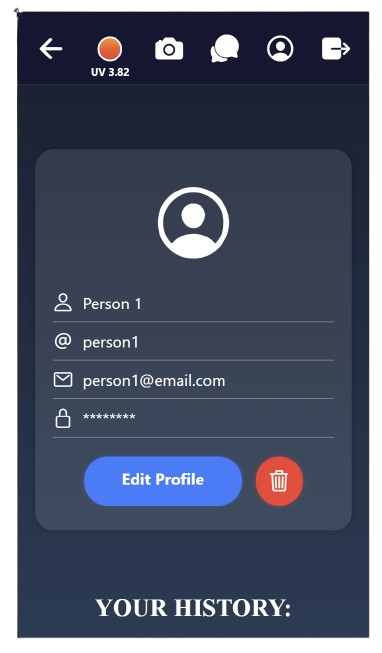 UV 3.82
Person 1
@ person1
person1@email.com
********
Edit Profile
YOUR HISTORY: